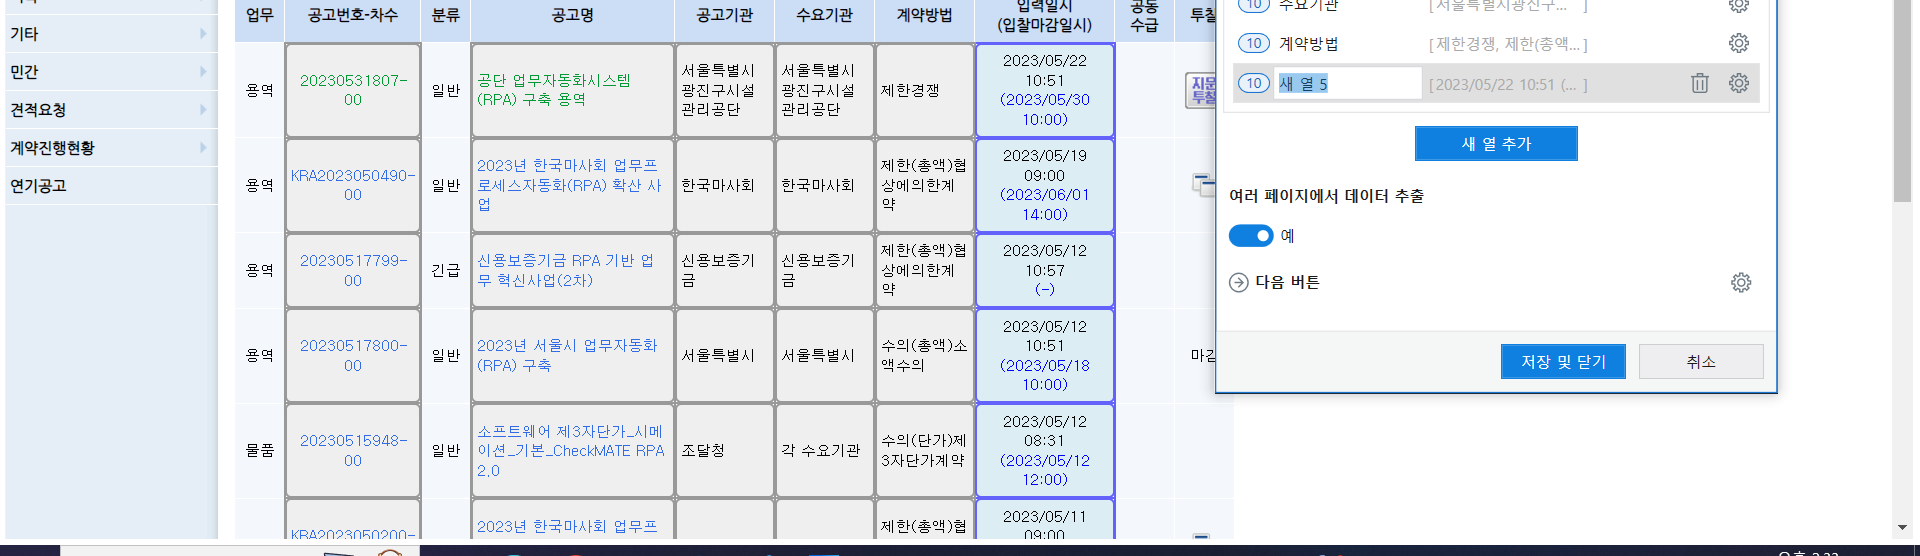 기타
민간
견적요청
계약진행현황
연기공고
업무 공고번호-차수 분류 공고명 공고기관 수요기관 계약방법 입력일시 공동 투찰
(입찰마감일시) 수급
용역
20230531807-
00
일반
공단 업무자동화시스템
(RPA) 구축 용역
서울특별시
광진구시설
관리공단
서울특별시
광진구시설
관리공단
제한경쟁
2023/05/22
10:51
(2023/05/30
10:00)
지문
투찰
용역
KRA2023050490-
00
일반
2023년 한국마사회 업무프
로세스자동화(RPA) 확산 사
업
한국마사회
한국마사회
제한(총액)협
상에의한계
약
2023/05/19
09:00
(2023/06/01
14:00)
용역
20230517799-
00
긴급
신용보증기금 RPA 기반 업
무 혁신사업(2차)
신용보증기
금
신용보증기
금
제한(총액)협
상에의한계
약
2023/05/12
10:57
(-)
용역
20230517800-
00
일반
2023년 서울시 업무자동화
(RPA) 구축
서울특별시
서울특별시
수의(총액)소
액수의
2023/05/12
10:51
(2023/05/18
10:00)
마감
물품
20230515948-
00
일반
소프트웨어 제3자단가_시메
이션_기본_CheckMATE RPA
2.0
조달청
각 수요기관
수의(단가)제
3자단가계약
2023/05/12
08:31
(2023/05/12
12:00)
KRA2023050200-
2023년 한국마사회 업무프
제한(총액)협
2023/05/11
09:00
10 수요기관 [서울특별시광진구... ]
10 계약방법 [제한경쟁, 제한(총액... ]
10 새 열 5 [2023/05/22 10:51 (... ]
새 열 추가
여러 페이지에서 데이터 추출
예
다음 버튼
저장 및 닫기 취소